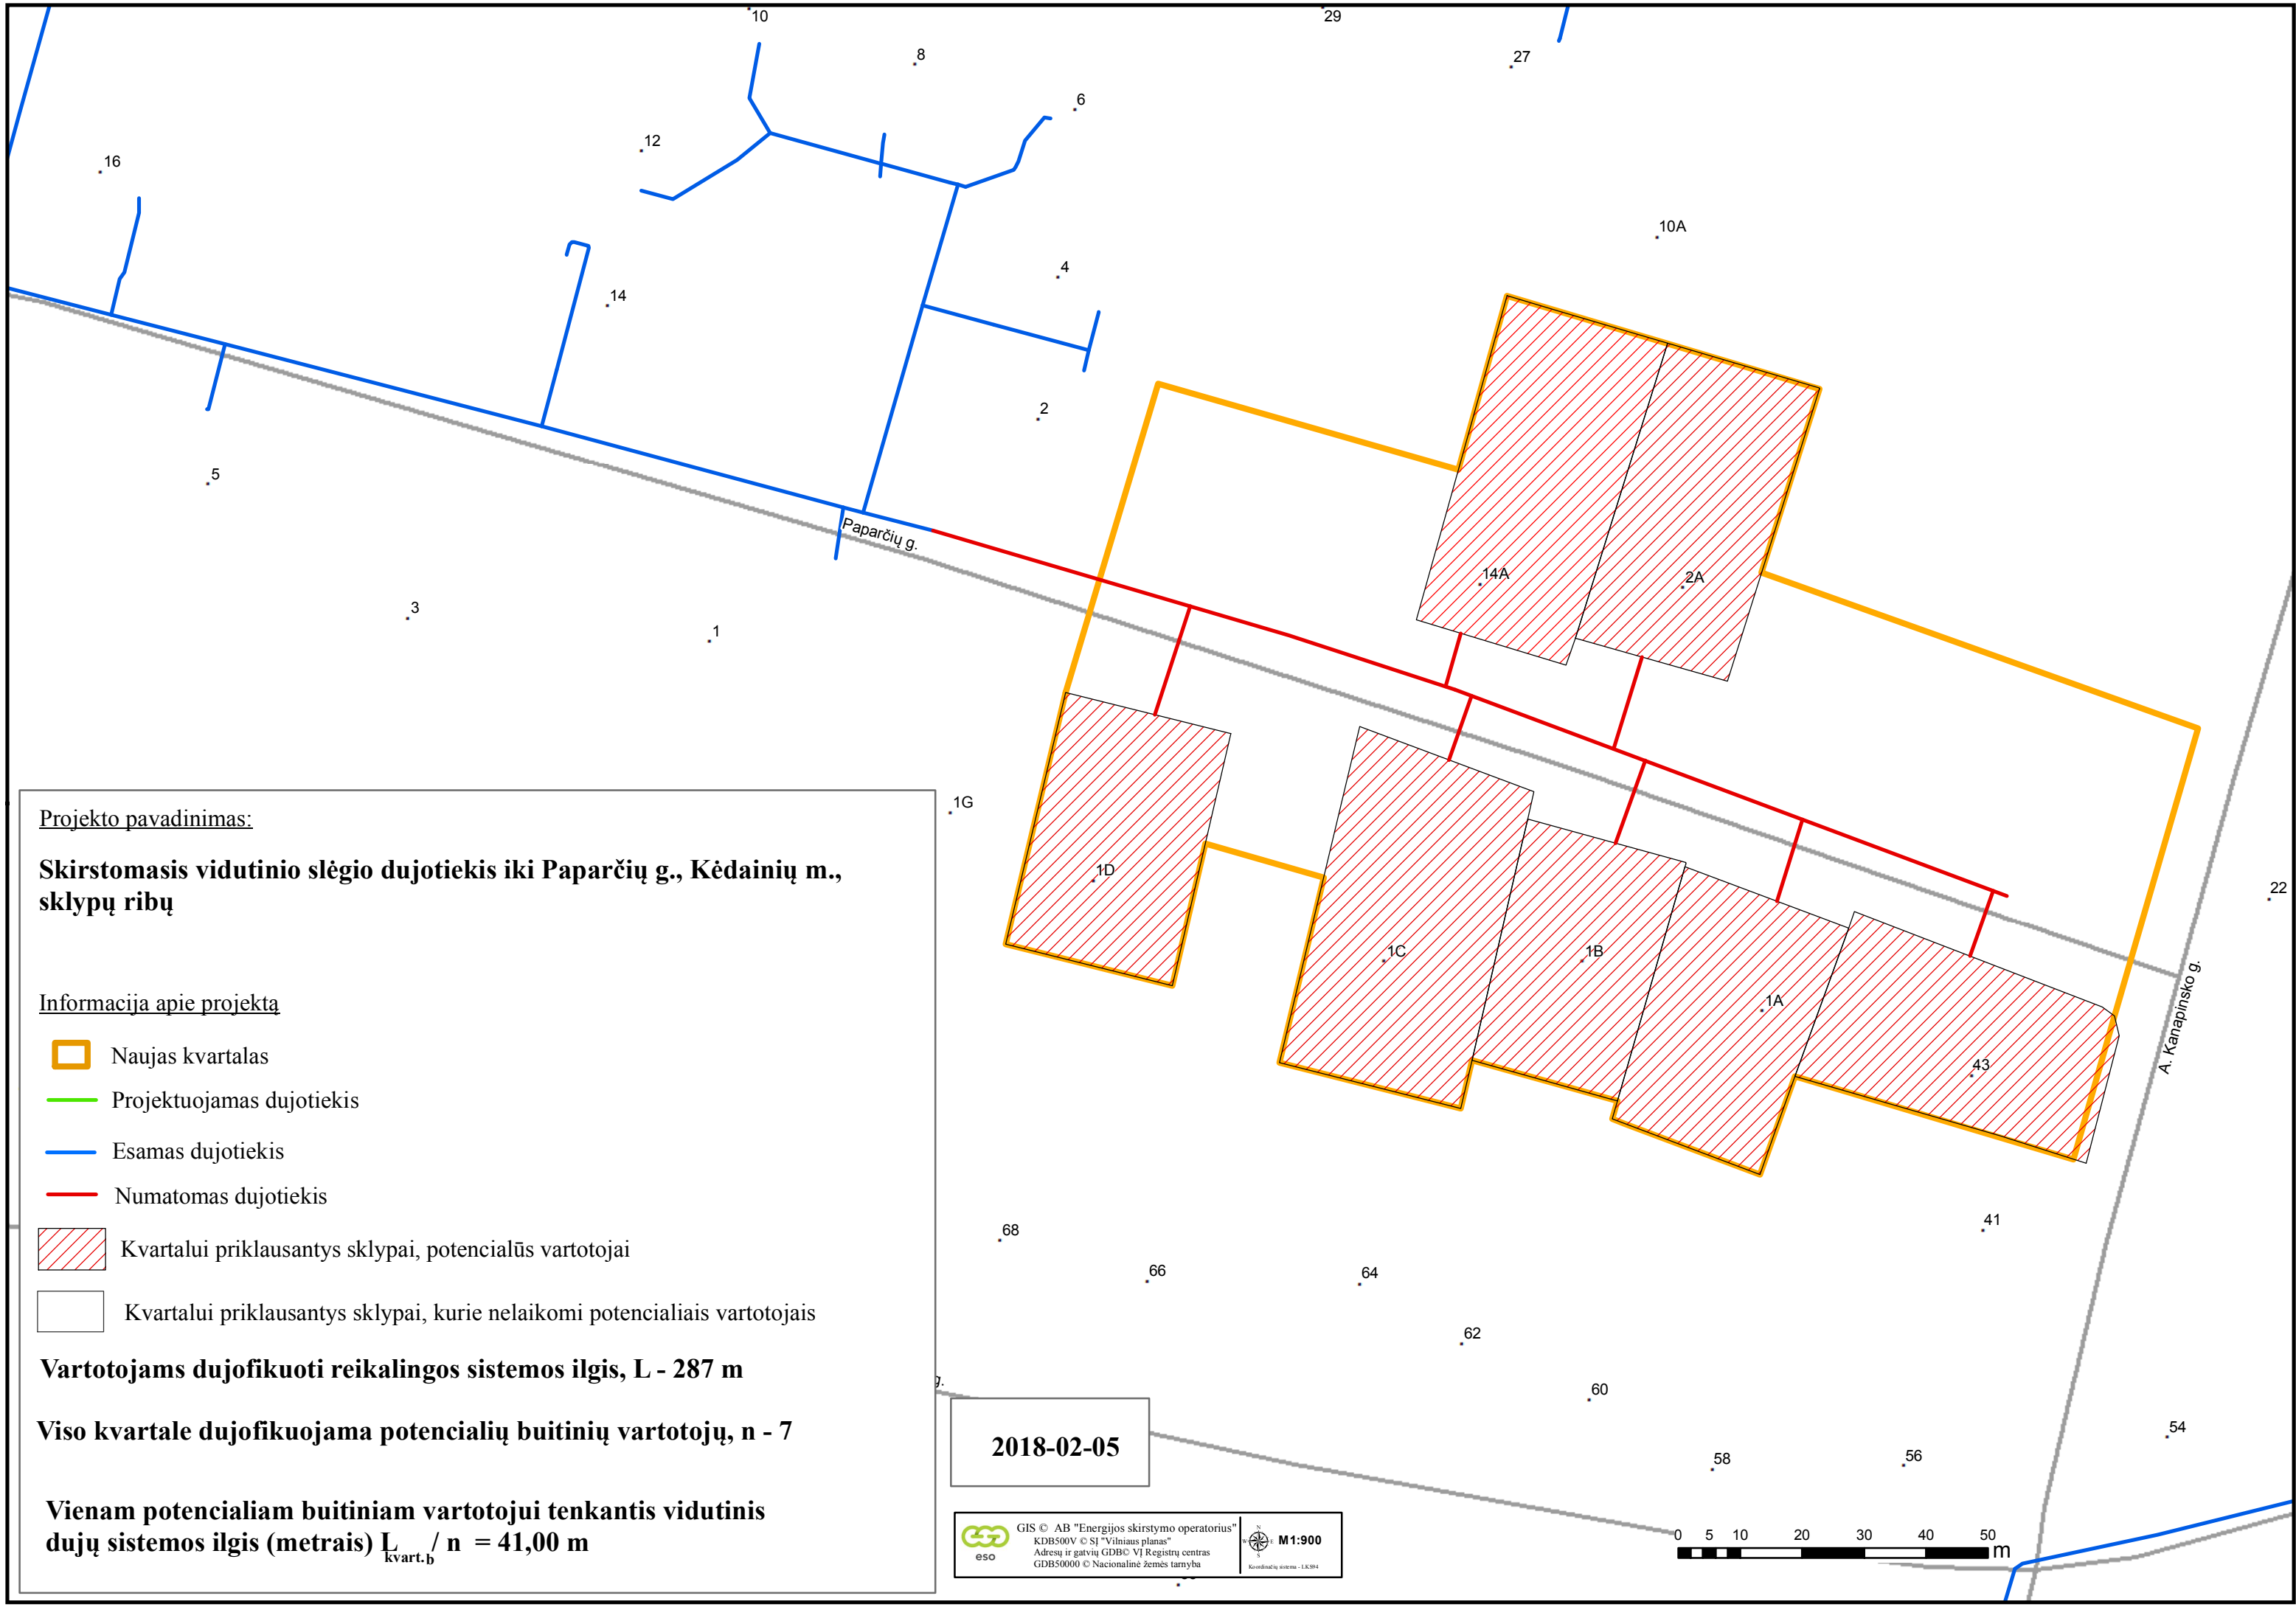 10
29
8
27
6
12
16
10A
4
14
2
5
Paparčių g.
14A
2A
3
1
1G
1D
22
1C
1B
1A
A. Kanapinsko g.
43
Projekto pavadinimas:
Skirstomasis vidutinio slėgio dujotiekis iki Paparčių g., Kėdainių m.,
sklypų ribų
Informacija apie projektą
Naujas kvartalas
Projektuojamas dujotiekis
Esamas dujotiekis
Numatomas dujotiekis
Kvartalui priklausantys sklypai, potencialūs vartotojai
Kvartalui priklausantys sklypai, kurie nelaikomi potencialiais vartotojais
Vartotojams dujofikuoti reikalingos sistemos ilgis, L - 287 m
Viso kvartale dujofikuojama potencialių buitinių vartotojų, n - 7
Vienam potencialiam buitiniam vartotojui tenkantis vidutinis
dujų sistemos ilgis (metrais) L kvart.b / n = 41,00 m
41
68
66
64
62
60
g.
54
58
56
2018-02-05
eso
GIS © AB "Energijos skirstymo operatorius"
KDB500V © SĮ "Vilniaus planas"
Adresų ir gatvių GDB© VĮ Registrų centras
GDB50000 © Nacionalinė žemės tarnyba
N
W
E
S
M1:900
Koordinačių sistema - LKS94
0 5 10 20 30 40 50
m